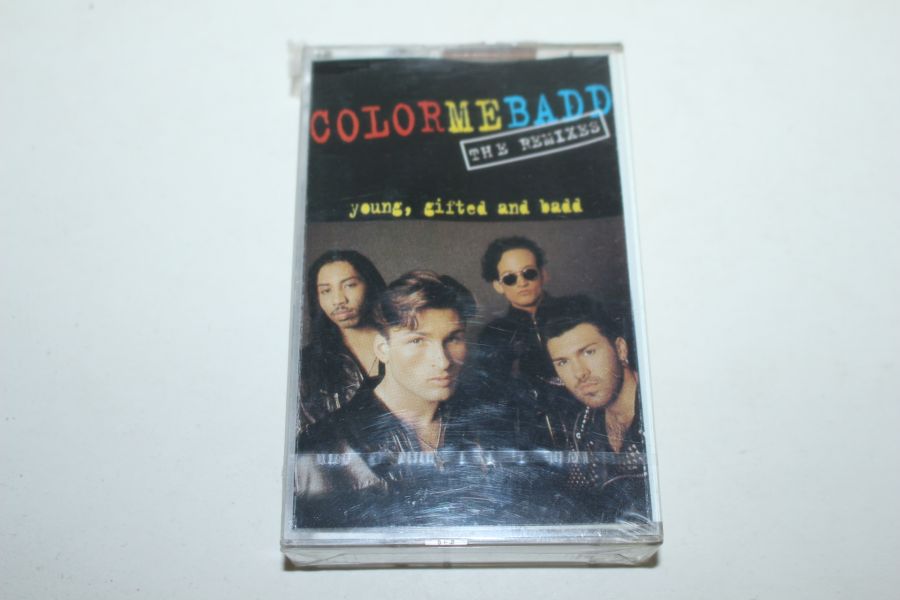 COLORMEBADD
THE REMIXES
young, gifted and badd